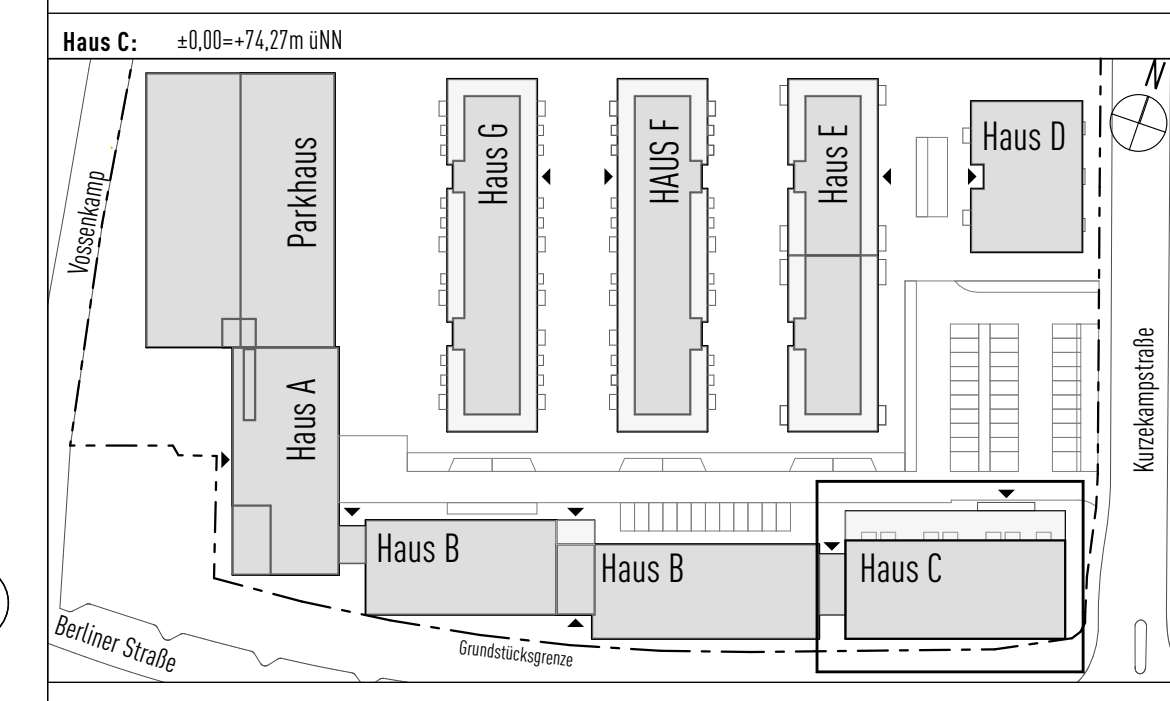 Haus C: ±0,00=+74,27m üNN
N
Vossenkamp
Parkhaus
Haus G
HAUS F
Haus E
Haus D
Haus A
Kurzekampstraße
Haus B
Haus B
Haus C
Berliner Straße
Grundstücksgrenze